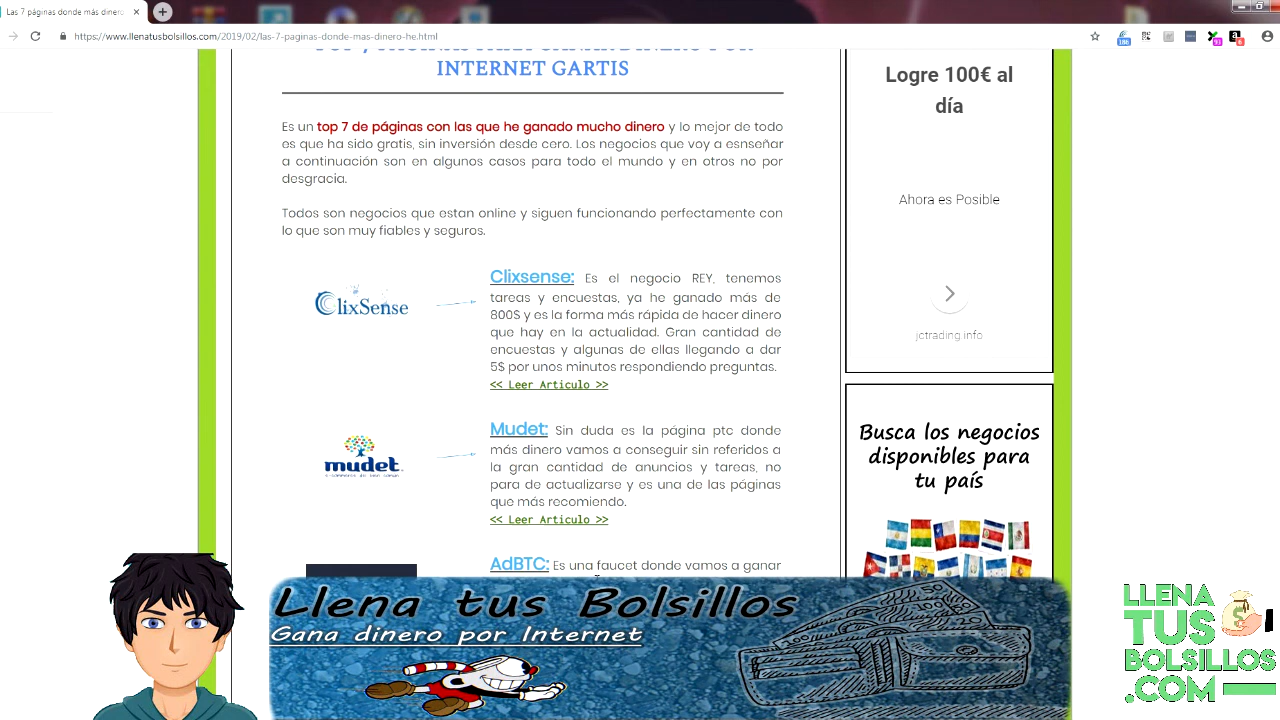 Las 7 páginas donde más dinero
https://www.llenatusbolsillos.com/2019/02/las-7-paginas-donde-mas-dinero-he.html
186
91
6
INTERNET GARTIS
Es un top 7 de páginas con las que he ganado mucho dinero y lo mejor de todo
es que ha sido gratis, sin inversión desde cero. Los negocios que voy a esnseñar
a continuación son en algunos casos para todo el mundo y en otros no por
desgracia.
Todos son negocios que estan online y siguen funcionando perfectamente con
lo que son muy fiables y seguros.
ClixSense
Clixsense: Es el negocio REY, tenemos
tareas y encuestas, ya he ganado más de
800$ y es la forma más rápida de hacer dinero
que hay en la actualidad. Gran cantidad de
encuestas y algunas de ellas llegando a dar
5$ por unos minutos respondiendo preguntas.
<< Leer Articulo >>
mudet.
Mudet: Sin duda es la página ptc donde
más dinero vamos a conseguir sin referidos a
la gran cantidad de anuncios y tareas, no
para de actualizarse y es una de las páginas
que más recomiendo.
<< Leer Articulo >>
AdBTC: Es una faucet donde vamos a ganar
Logre 100€ al
día
Ahora es Posible
jctrading.info
Busca los negocios
disponibles para
tu país
Llena tus Bolsillos
Gana dinero por Internet
LLENA
TUS
BOLSILLOS
.COM